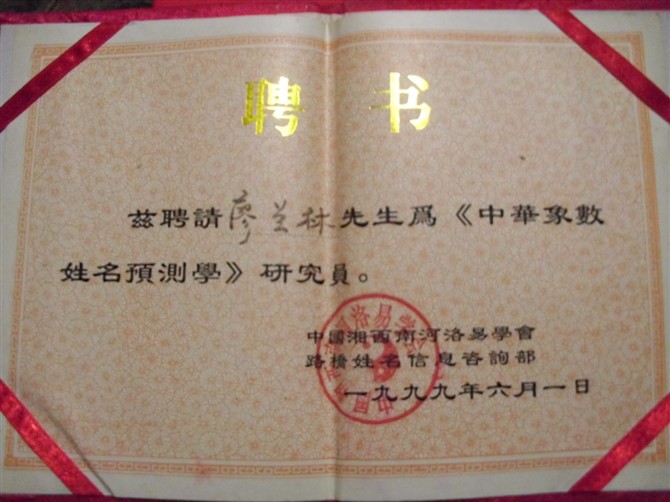 聘书
兹聘請廖兰林先生爲《中華象數
姓名預測學》研究員。
中國湘西南河洛易學會
路橋姓名信息咨詢部
一九九九年六月一日